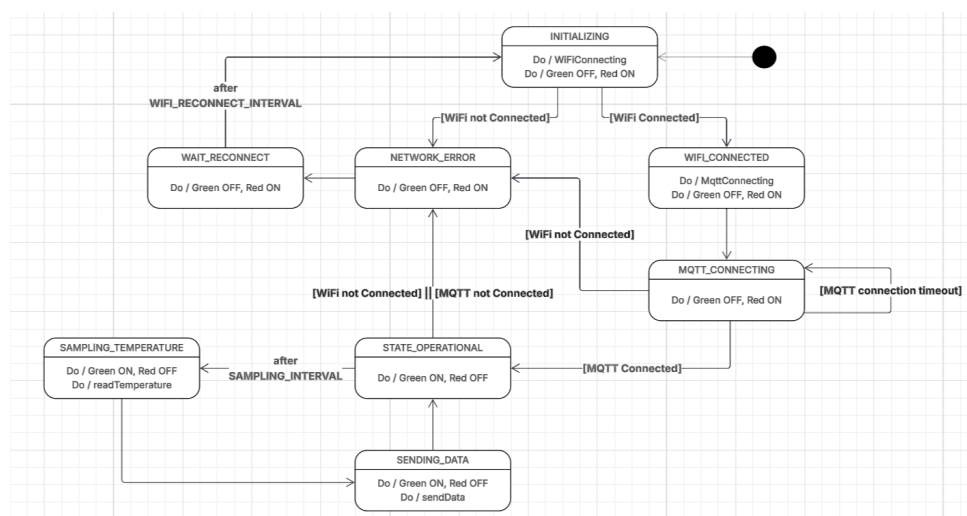 INITIALIZING
Do / WiFiConnecting
Do / Green OFF, Red ON
after
WIFI_RECONNECT_INTERVAL
[WiFi not Connected]
[WiFi Connected]
WAIT_RECONNECT
Do / Green OFF, Red ON
NETWORK_ERROR
Do / Green OFF, Red ON
WIFI_CONNECTED
Do / MqttConnecting
Do / Green OFF, Red ON
[WiFi not Connected]
MQTT_CONNECTING
Do / Green OFF, Red ON
[MQTT connection timeout]
[WiFi not Connected] || [MQTT not Connected]
SAMPLING_TEMPERATURE
Do / Green ON, Red OFF
Do / readTemperature
after
SAMPLING_INTERVAL
STATE_OPERATIONAL
Do / Green ON, Red OFF
[MQTT Connected]
SENDING_DATA
Do / Green ON, Red OFF
Do / sendData